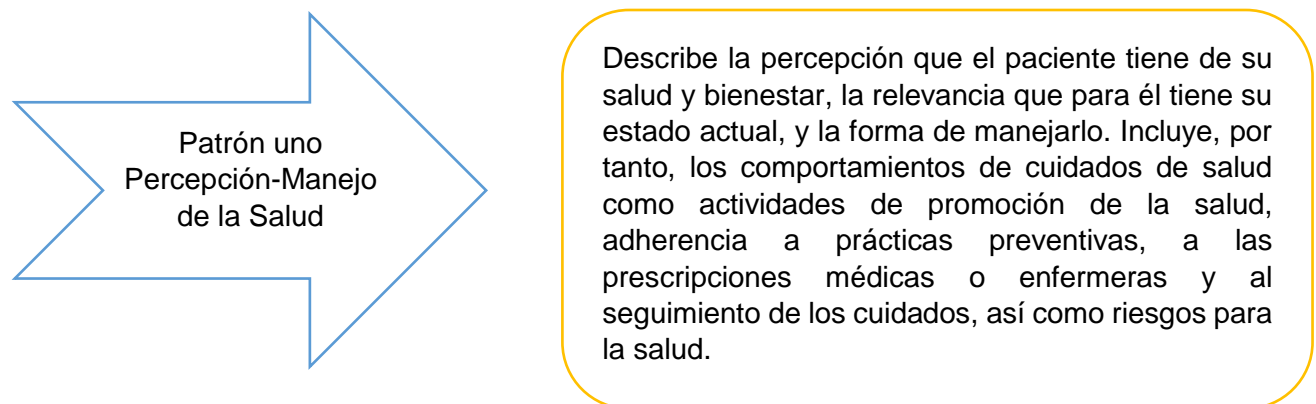 Patrón uno
Percepción-Manejo
de la Salud
Describe la percepción que el paciente tiene de su
salud y bienestar, la relevancia que para él tiene su
estado actual, y la forma de manejarlo. Incluye, por
tanto, los comportamientos de cuidados de salud
como actividades de promoción de la salud,
adherencia a prácticas preventivas, a las
prescripciones médicas o enfermeras y al
seguimiento de los cuidados, así como riesgos para
la salud.